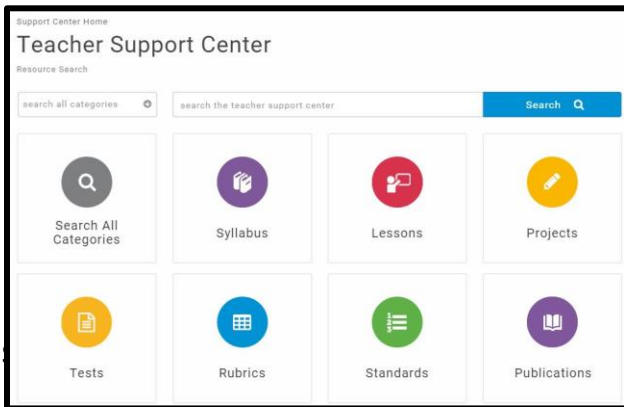 Support Center Home
Teacher Support Center
Resource Search
search all categories
search the teacher support center
Search
Search All
Categories
Syllabus
Lessons
Projects
Tests
Rubrics
Standards
Publications